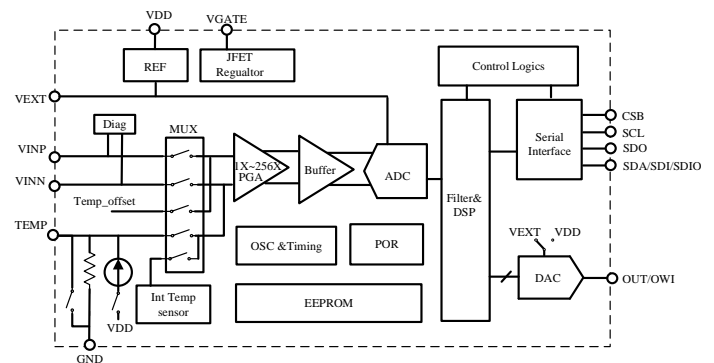 VDD
VGATE
REF
JFET
Regualtor
Control Logics
VEXT
Diag
MUX
VINP
VINN
1X~256X
PGA
Buffer
ADC
Filter&
DSP
Serial
Interface
CSB
SCL
SDO
SDA/SDI/SDIO
Temp_offset
TEMP
OSC &Timing
POR
VEXT
VDD
DAC
OUT/OWI
Int Temp
sensor
EEPROM
VDD
GND